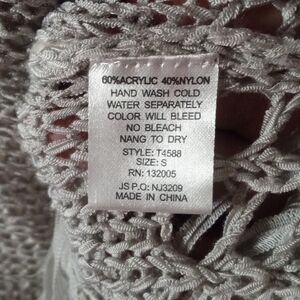 60%ACRYLIC 40%NYLON
HAND WASH COLD
WATER SEPARATELY
COLOR WILL BLEED
NO BLEACH
NANG TO DRY
STYLE: T4588
SIZE: S
RN: 132005
JS P.O: NJ3209
MADE IN CHINA